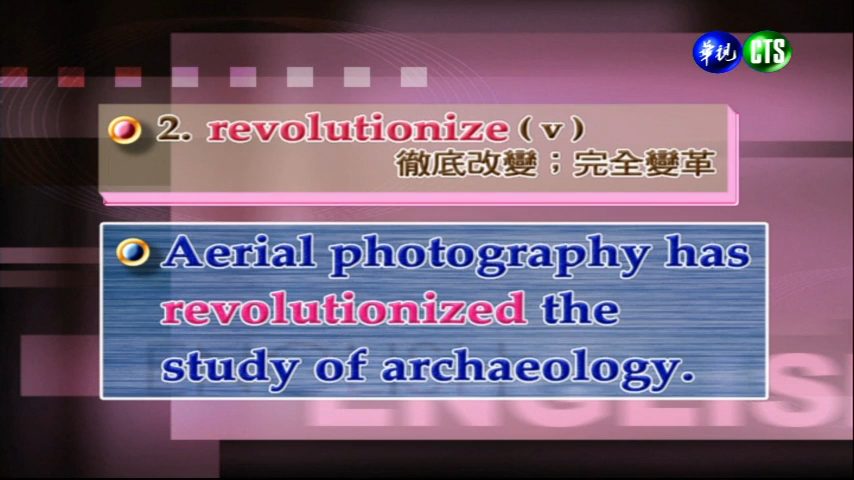 華視 CTS
2. revolutionize (v)
徹底改變；完全變革
Aerial photography has
revolutionized the
study of archaeology.
ENGLIS